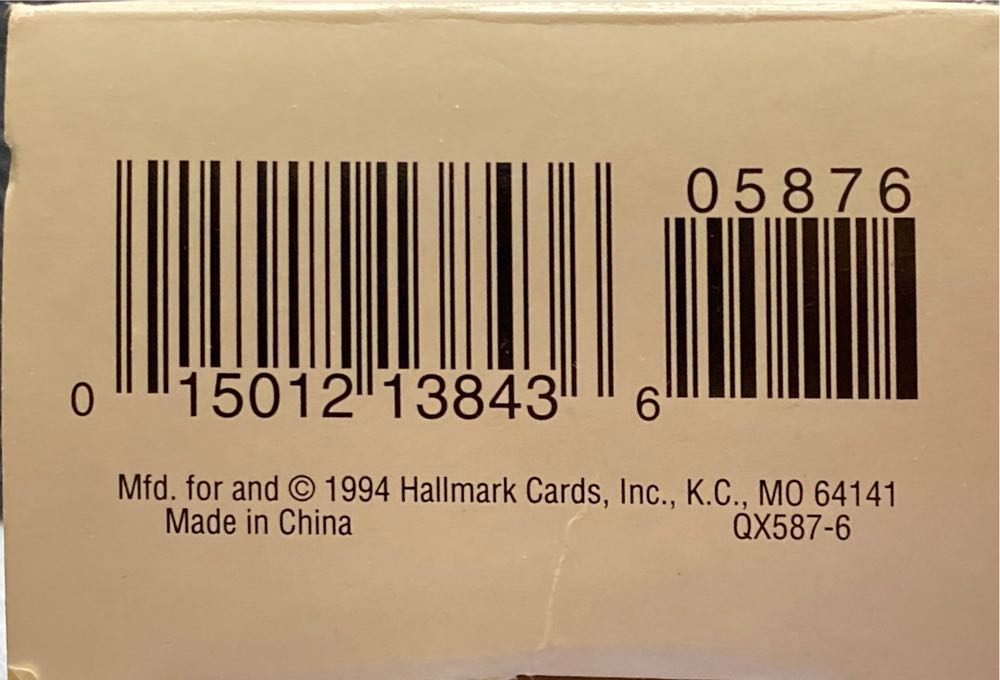 05876
0 15012 13843 6
Mfd. for and © 1994 Hallmark Cards, Inc., K.C., MO 64141
Made in China QX587-6